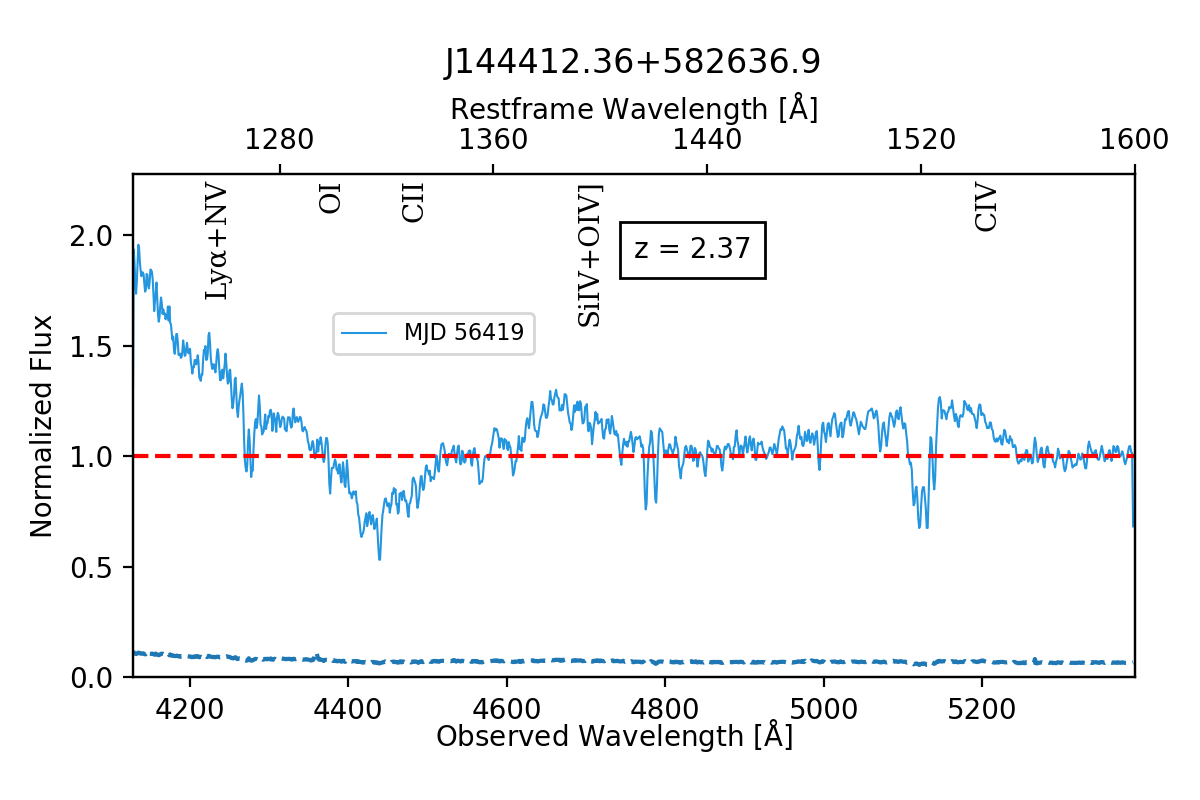 J144412.36+582636.9
Restframe Wavelength [Å]
1280 1360 1440 1520 1600
Lyα+NV
OI
CII
SiIV+OIV]
CIV
z = 2.37
MJD 56419
Normalized Flux
2.0
1.5
1.0
0.5
0.0
4200 4400 4600 4800 5000 5200
Observed Wavelength [Å]